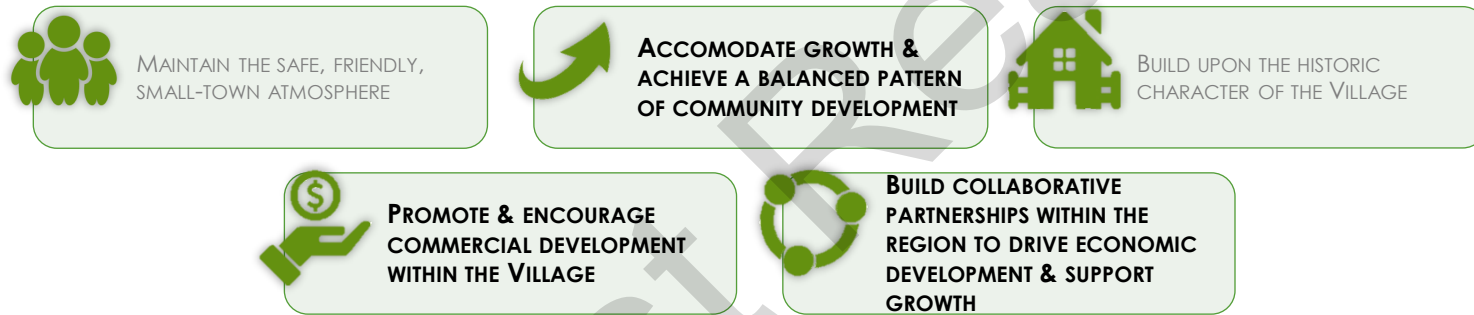 MAINTAIN THE SAFE, FRIENDLY,
SMALL-TOWN ATMOSPHERE
ACCOMODATE GROWTH &
ACHIEVE A BALANCED PATTERN
OF COMMUNITY DEVELOPMENT
BUILD UPON THE HISTORIC
CHARACTER OF THE VILLAGE
$
PROMOTE & ENCOURAGE
COMMERCIAL DEVELOPMENT
WITHIN THE VILLAGE
BUILD COLLABORATIVE
PARTNERSHIPS WITHIN THE
REGION TO DRIVE ECONOMIC
DEVELOPMENT & SUPPORT
GROWTH